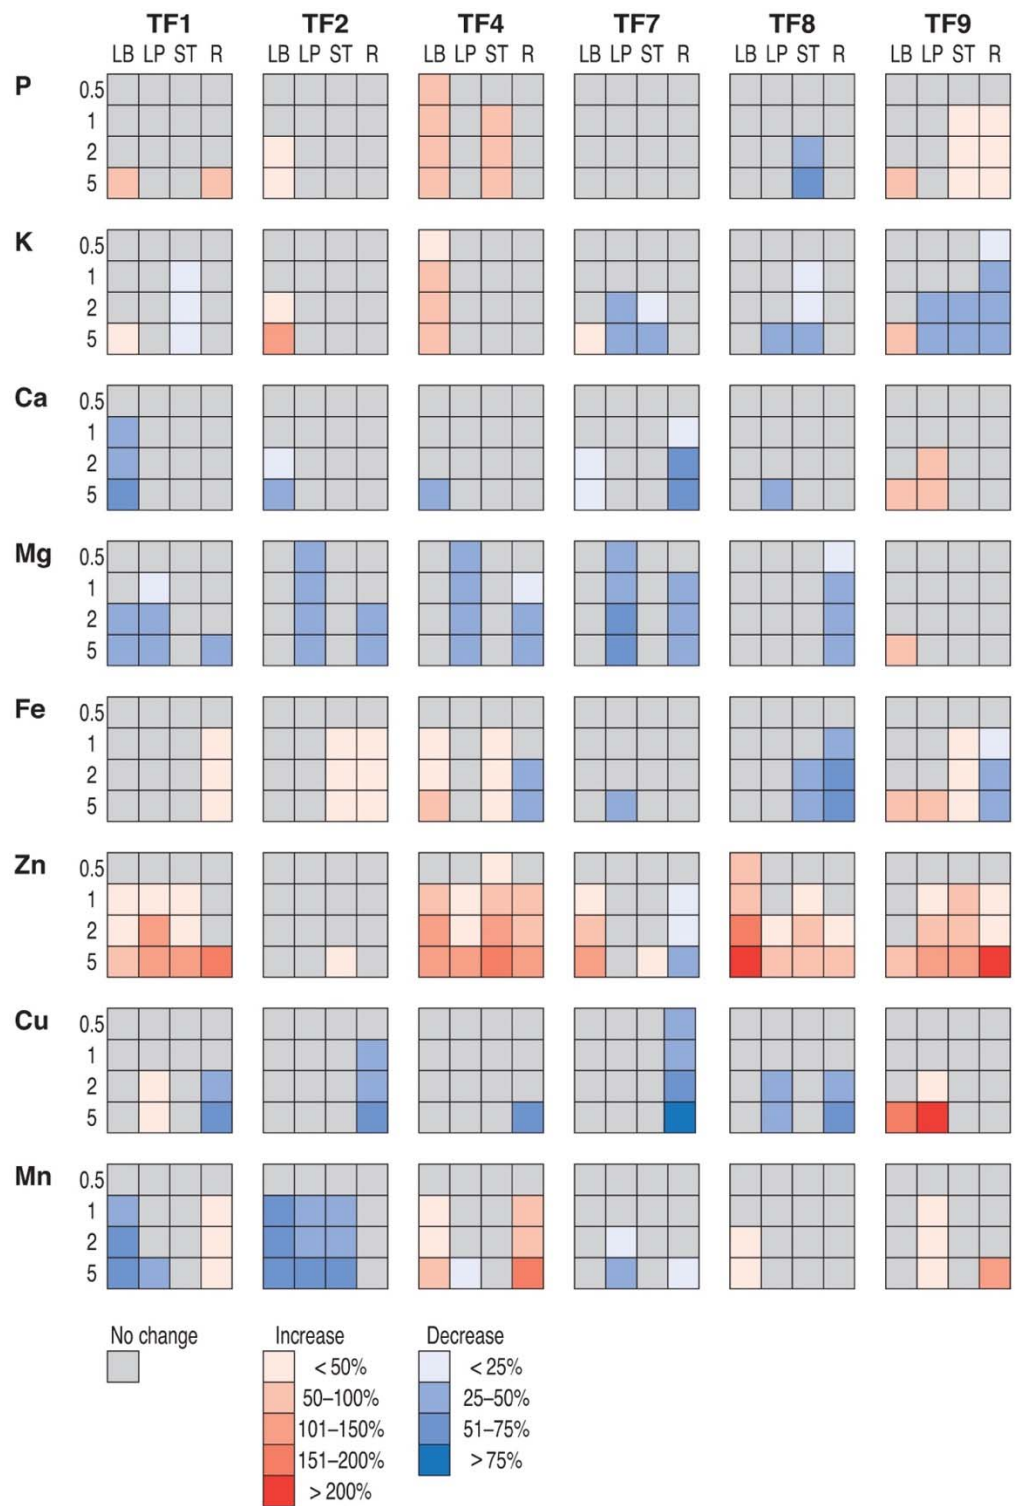 TF1 TF2 TF4 TF7 TF8 TF9
LB LP ST R LB LP ST R LB LP ST R LB LP ST R LB LP ST R LB LP ST R
P 0.5
1
2
5
K 0.5
1
2
5
Ca 0.5
1
2
5
Mg 0.5
1
2
5
Fe 0.5
1
2
5
Zn 0.5
1
2
5
Cu 0.5
1
2
5
Mn 0.5
1
2
5
No change Increase Decrease
< 50% < 25%
50–100% 25–50%
101–150% 51–75%
151–200% > 75%
> 200%